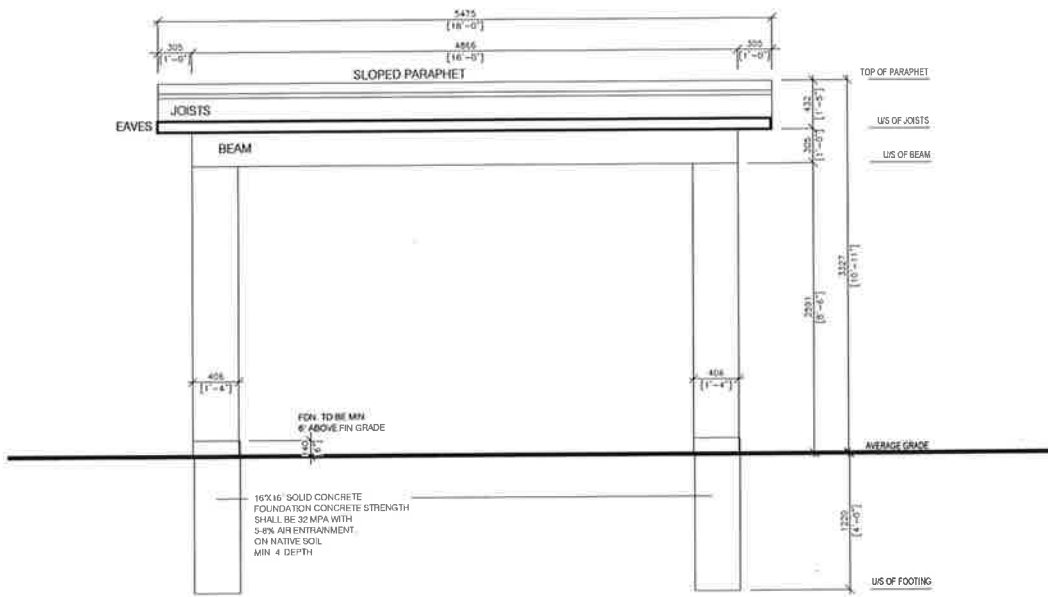 5475
[18'-0"]
305
[1'-0"]
4866
[16'-0"]
305
[1'-0"]
SLOPED PARAPHET
TOP OF PARAPHET
JOISTS
432
[1'-5"]
EAVES
U/S OF JOISTS
BEAM
305
[1'-0"]
U/S OF BEAM
3327
[10'-11"]
2591
[8'-6"]
406
[1'-4"]
406
[1'-4"]
FDN. TO BE MIN
6" ABOVE FIN GRADE
140
[6"]
AVERAGE GRADE
16"X16" SOLID CONCRETE
FOUNDATION CONCRETE STRENGTH
SHALL BE 32 MPA WITH
5-8% AIR ENTRAINMENT.
ON NATIVE SOIL
MIN 4 DEPTH
1220
[4'-0"]
U/S OF FOOTING